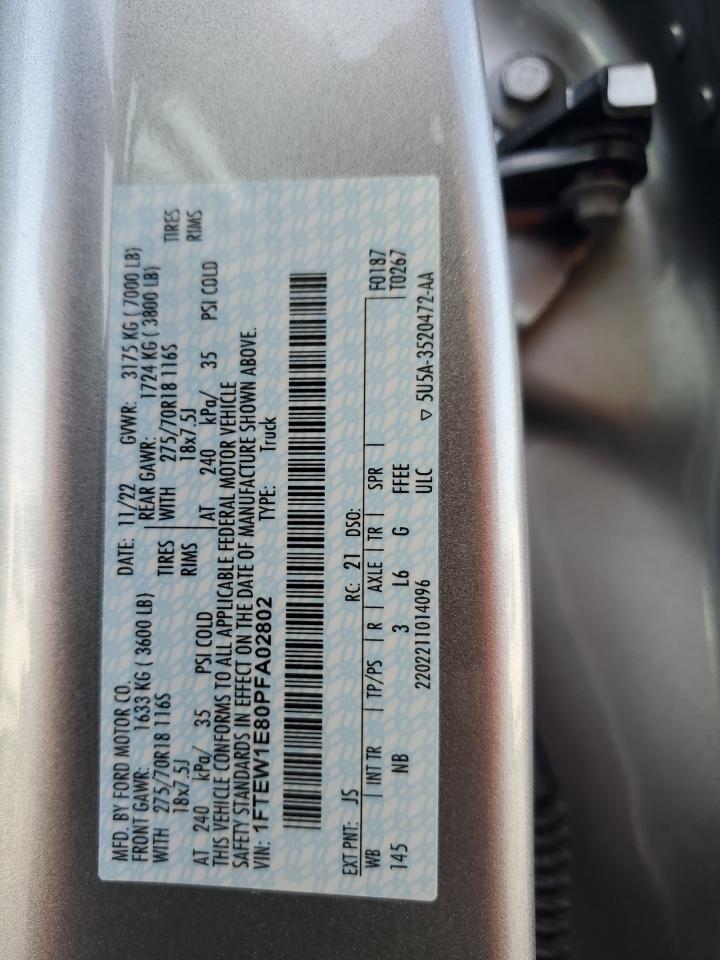 MFD. BY FORD MOTOR CO.
DATE: 11/22 GVWR: 3175 KG ( 7000 LB)
FRONT GAWR: 1633 KG ( 3600 LB)
REAR GAWR: 1724 KG ( 3800 LB)
WITH 275/70R18 116S TIRES
WITH 275/70R18 116S TIRES
18x7.5J RIMS
18x7.5J RIMS
AT 240 kPa/ 35 PSI COLD
AT 240 kPa/ 35 PSI COLD
THIS VEHICLE CONFORMS TO ALL APPLICABLE FEDERAL MOTOR VEHICLE
SAFETY STANDARDS IN EFFECT ON THE DATE OF MANUFACTURE SHOWN ABOVE.
VIN: 1FTEW1E80PFA02802 TYPE: Truck
EXT PNT: JS RC: 21 DSO: F0187
WB INT TR TP/PS R AXLE TR SPR T0267
145 NB 3 L6 G FFEE
2202211014096 ULC ▽ 5U5A-3520472-AA